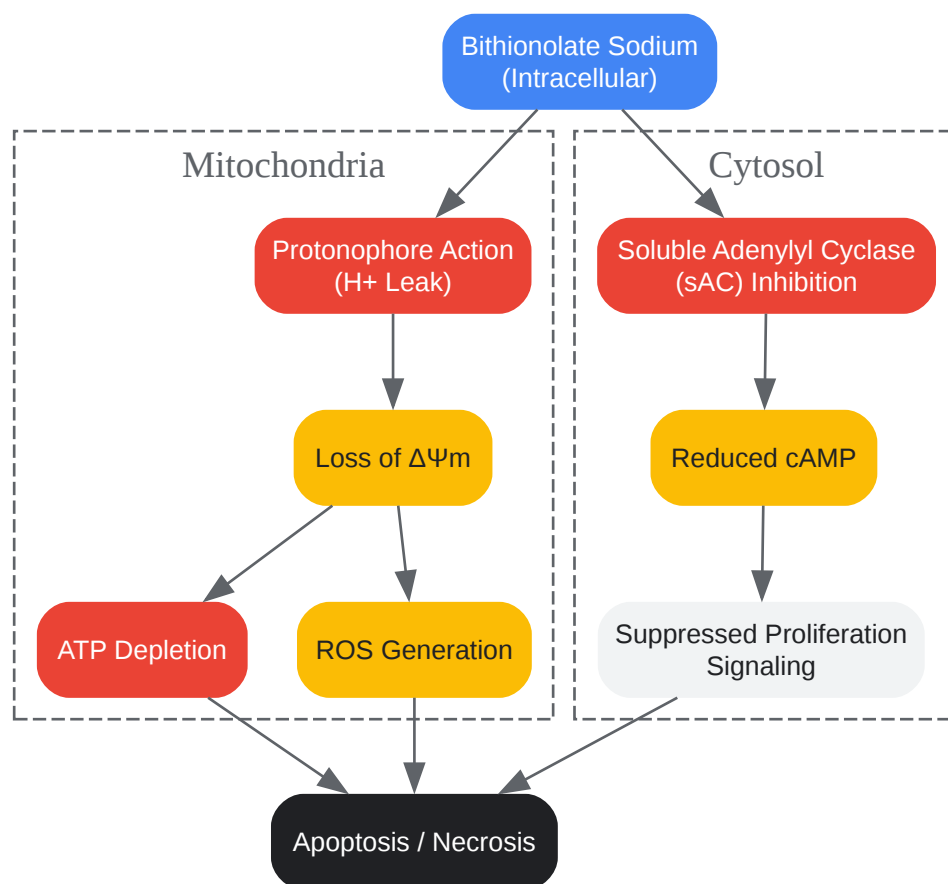 Bithionolate Sodium
(Intracellular)
Mitochondria
Cytosol
Protonophore Action
(H+ Leak)
Soluble Adenylyl Cyclase
(sAC) Inhibition
Loss of ΔΨm
Reduced cAMP
ATP Depletion
ROS Generation
Suppressed Proliferation
Signaling
Apoptosis / Necrosis